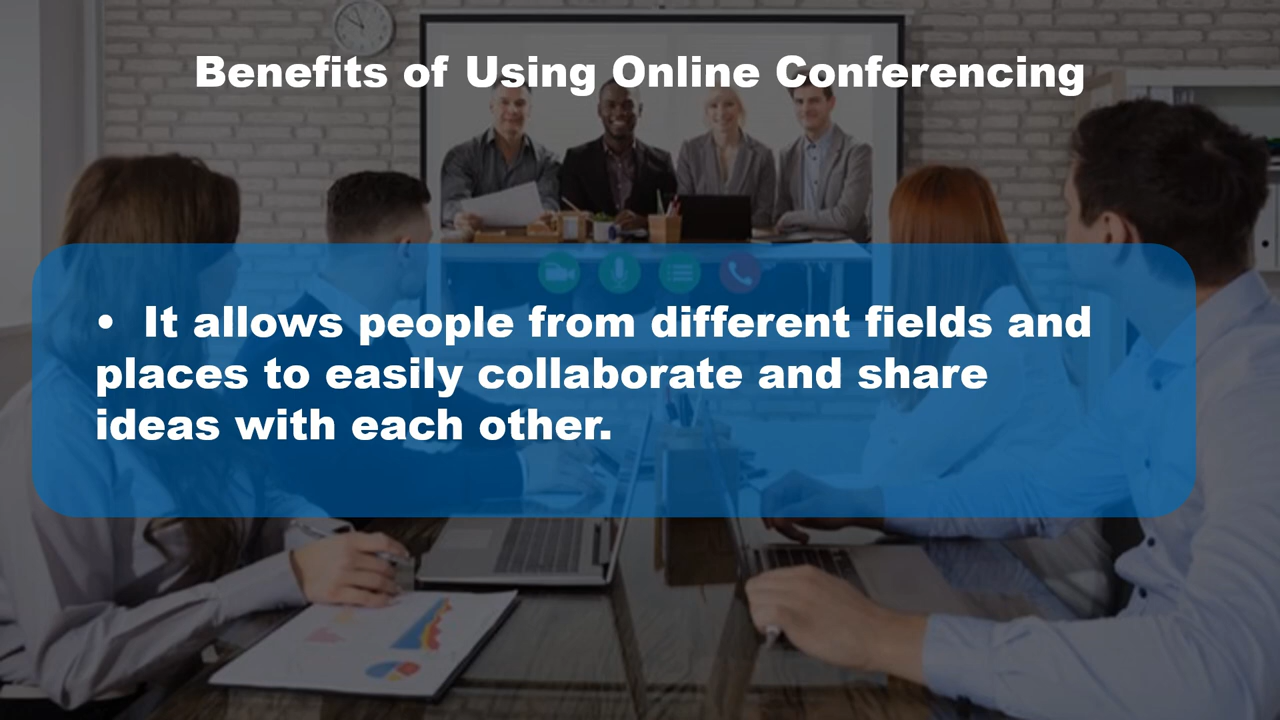 Benefits of Using Online Conferencing
• It allows people from different fields and
places to easily collaborate and share
ideas with each other.